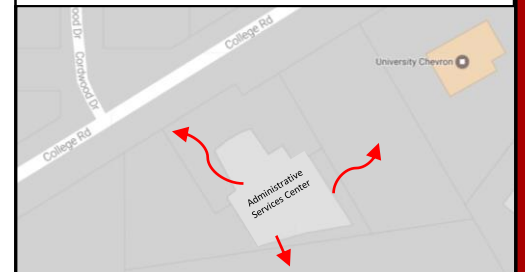 College Rd
University Chevron
Cordwood Dr
College Rd
Administrative
Services Center